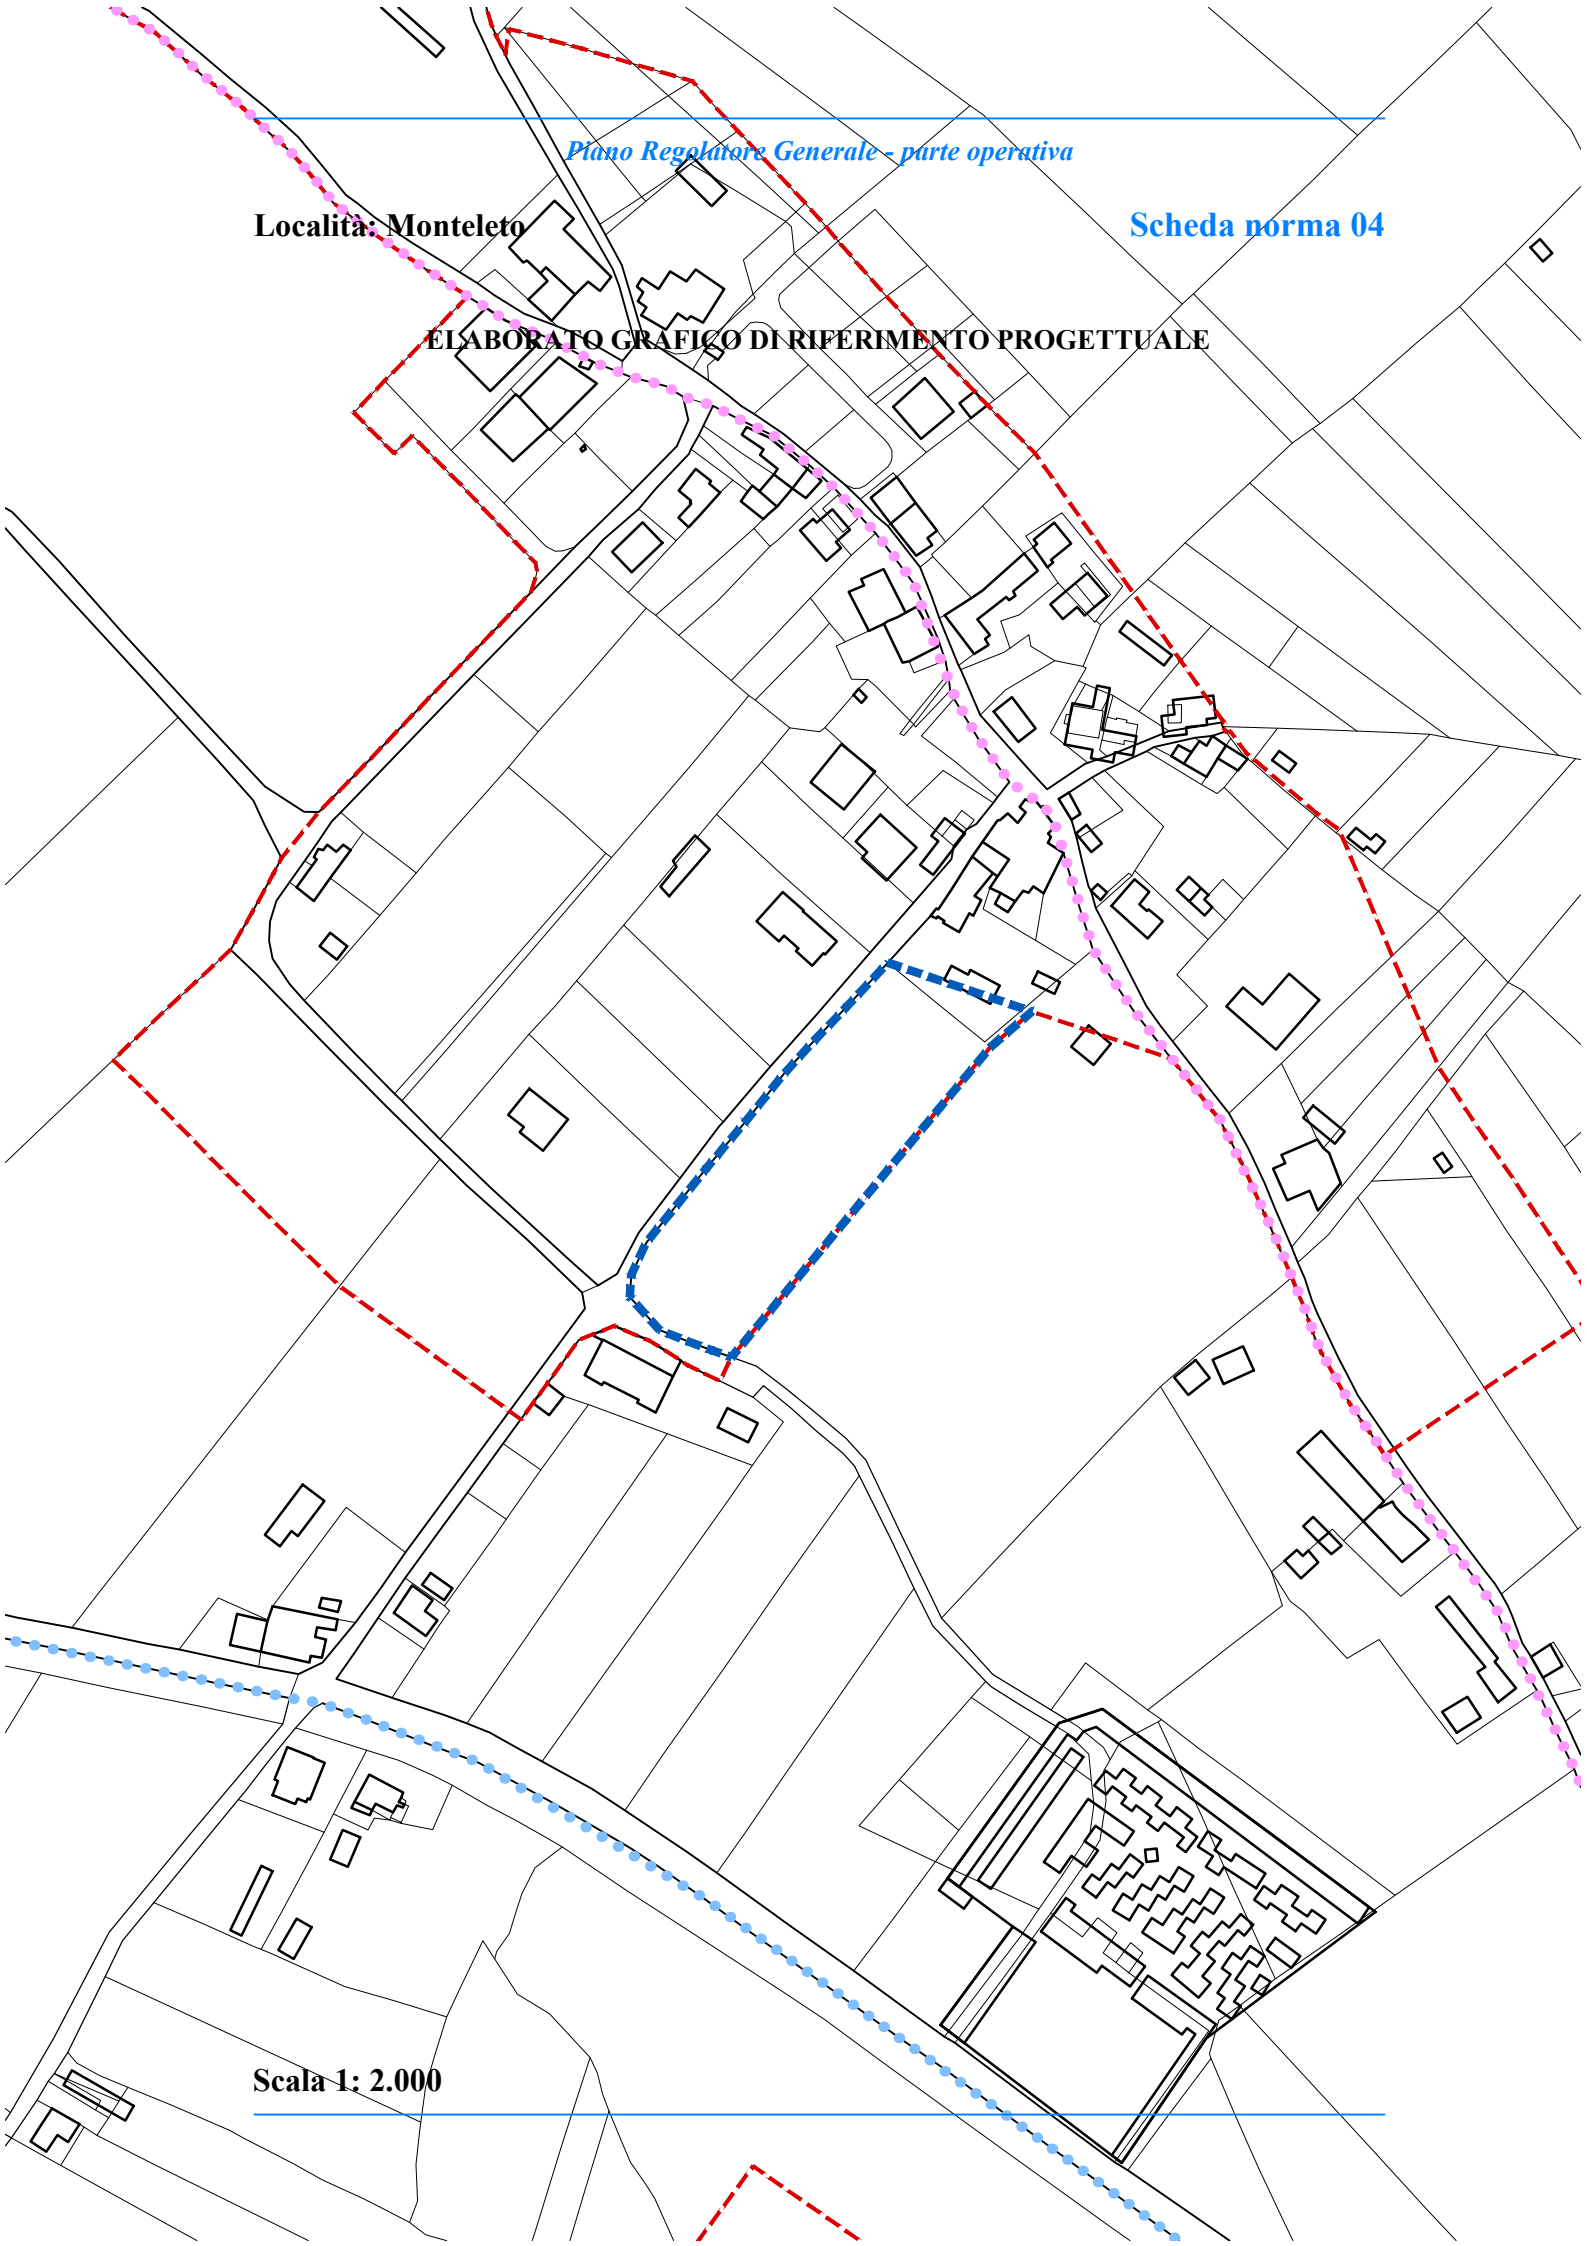 Piano Regolatore Generale - parte operativa
Località: Monteleto
Scheda norma 04
ELABORATO GRAFICO DI RIFERIMENTO PROGETTUALE
Scala 1: 2.000